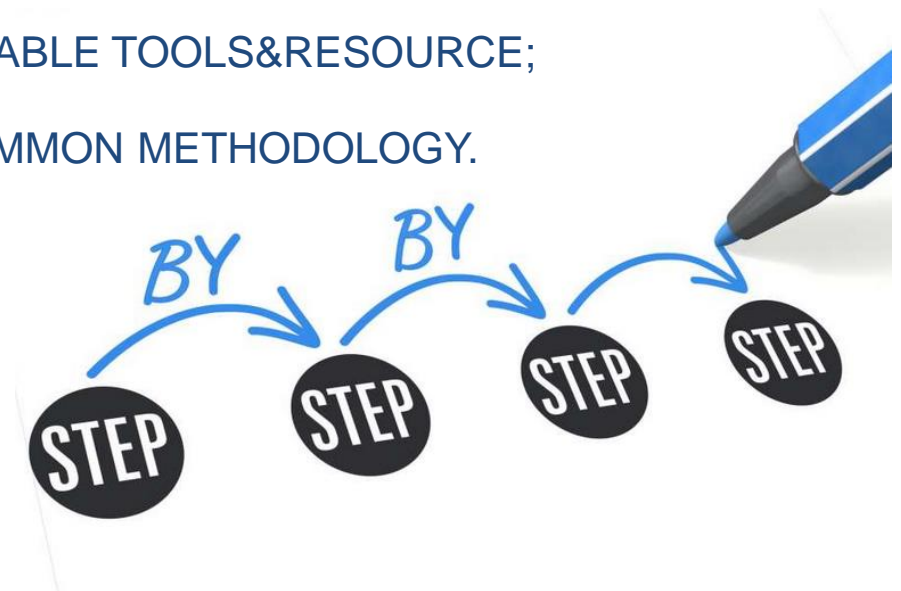 ABLE TOOLS&RESOURCE;
MMON METHODOLOGY.
BY BY
STEP STEP STEP STEP